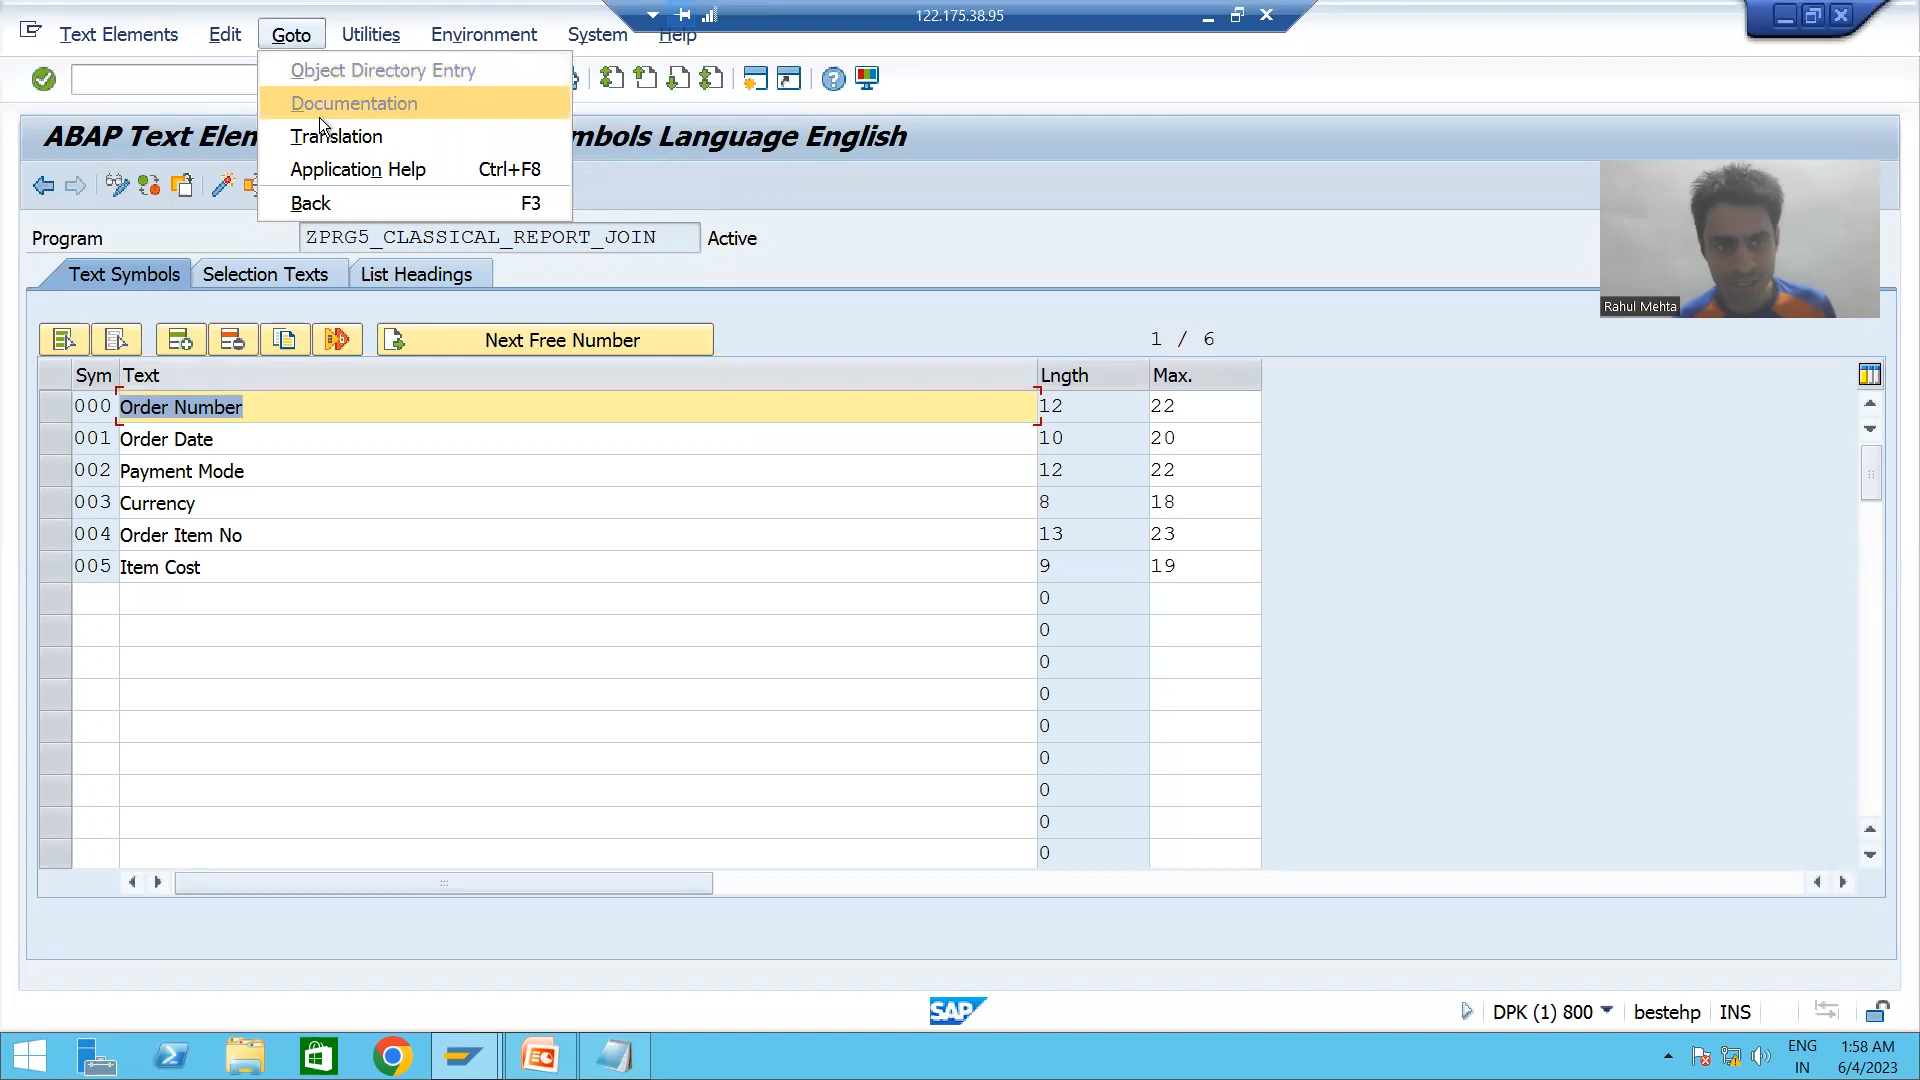 122.175.38.95
Text Elements Edit Goto Utilities Environment System Help
Object Directory Entry
Documentation
Translation
Application Help Ctrl+F8
Back F3
ABAP Text Elem mbols Language English
Program ZPRG5_CLASSICAL_REPORT_JOIN Active
Rahul Mehta
Text Symbols Selection Texts List Headings
Next Free Number 1 / 6
Sym Text Lngth Max.
000 Order Number 12 22
001 Order Date 10 20
002 Payment Mode 12 22
003 Currency 8 18
004 Order Item No 13 23
005 Item Cost 9 19
0
0
0
0
0
0
0
0
0
SAP DPK (1) 800 bestehp INS
ENG 1:58 AM
IN 6/4/2023